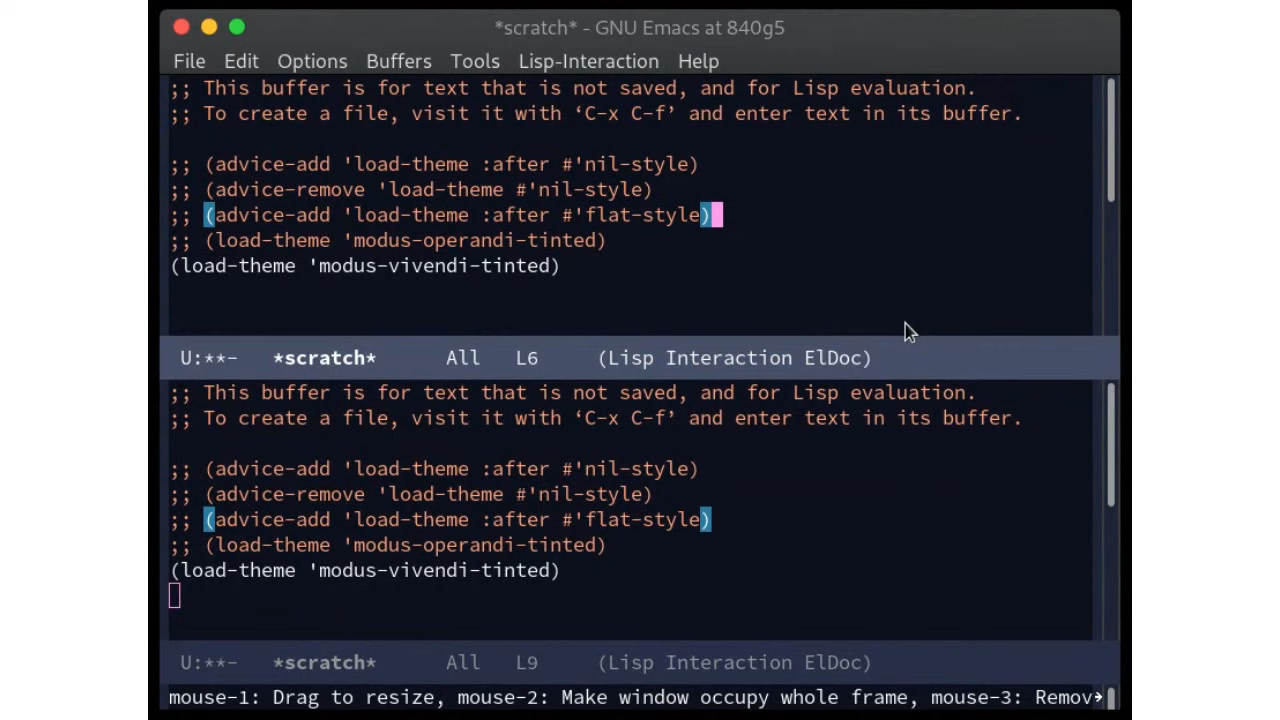 *scratch* - GNU Emacs at 840g5
File Edit Options Buffers Tools Lisp-Interaction Help
;; This buffer is for text that is not saved, and for Lisp evaluation.
;; To create a file, visit it with ‘C-x C-f’ and enter text in its buffer.
;; (advice-add 'load-theme :after #'nil-style)
;; (advice-remove 'load-theme #'nil-style)
;; (advice-add 'load-theme :after #'flat-style)
;; (load-theme 'modus-operandi-tinted)
(load-theme 'modus-vivendi-tinted)
U:**- *scratch* All L6 (Lisp Interaction ElDoc)
;; This buffer is for text that is not saved, and for Lisp evaluation.
;; To create a file, visit it with ‘C-x C-f’ and enter text in its buffer.
;; (advice-add 'load-theme :after #'nil-style)
;; (advice-remove 'load-theme #'nil-style)
;; (advice-add 'load-theme :after #'flat-style)
;; (load-theme 'modus-operandi-tinted)
(load-theme 'modus-vivendi-tinted)
U:**- *scratch* All L9 (Lisp Interaction ElDoc)
mouse-1: Drag to resize, mouse-2: Make window occupy whole frame, mouse-3: Remov